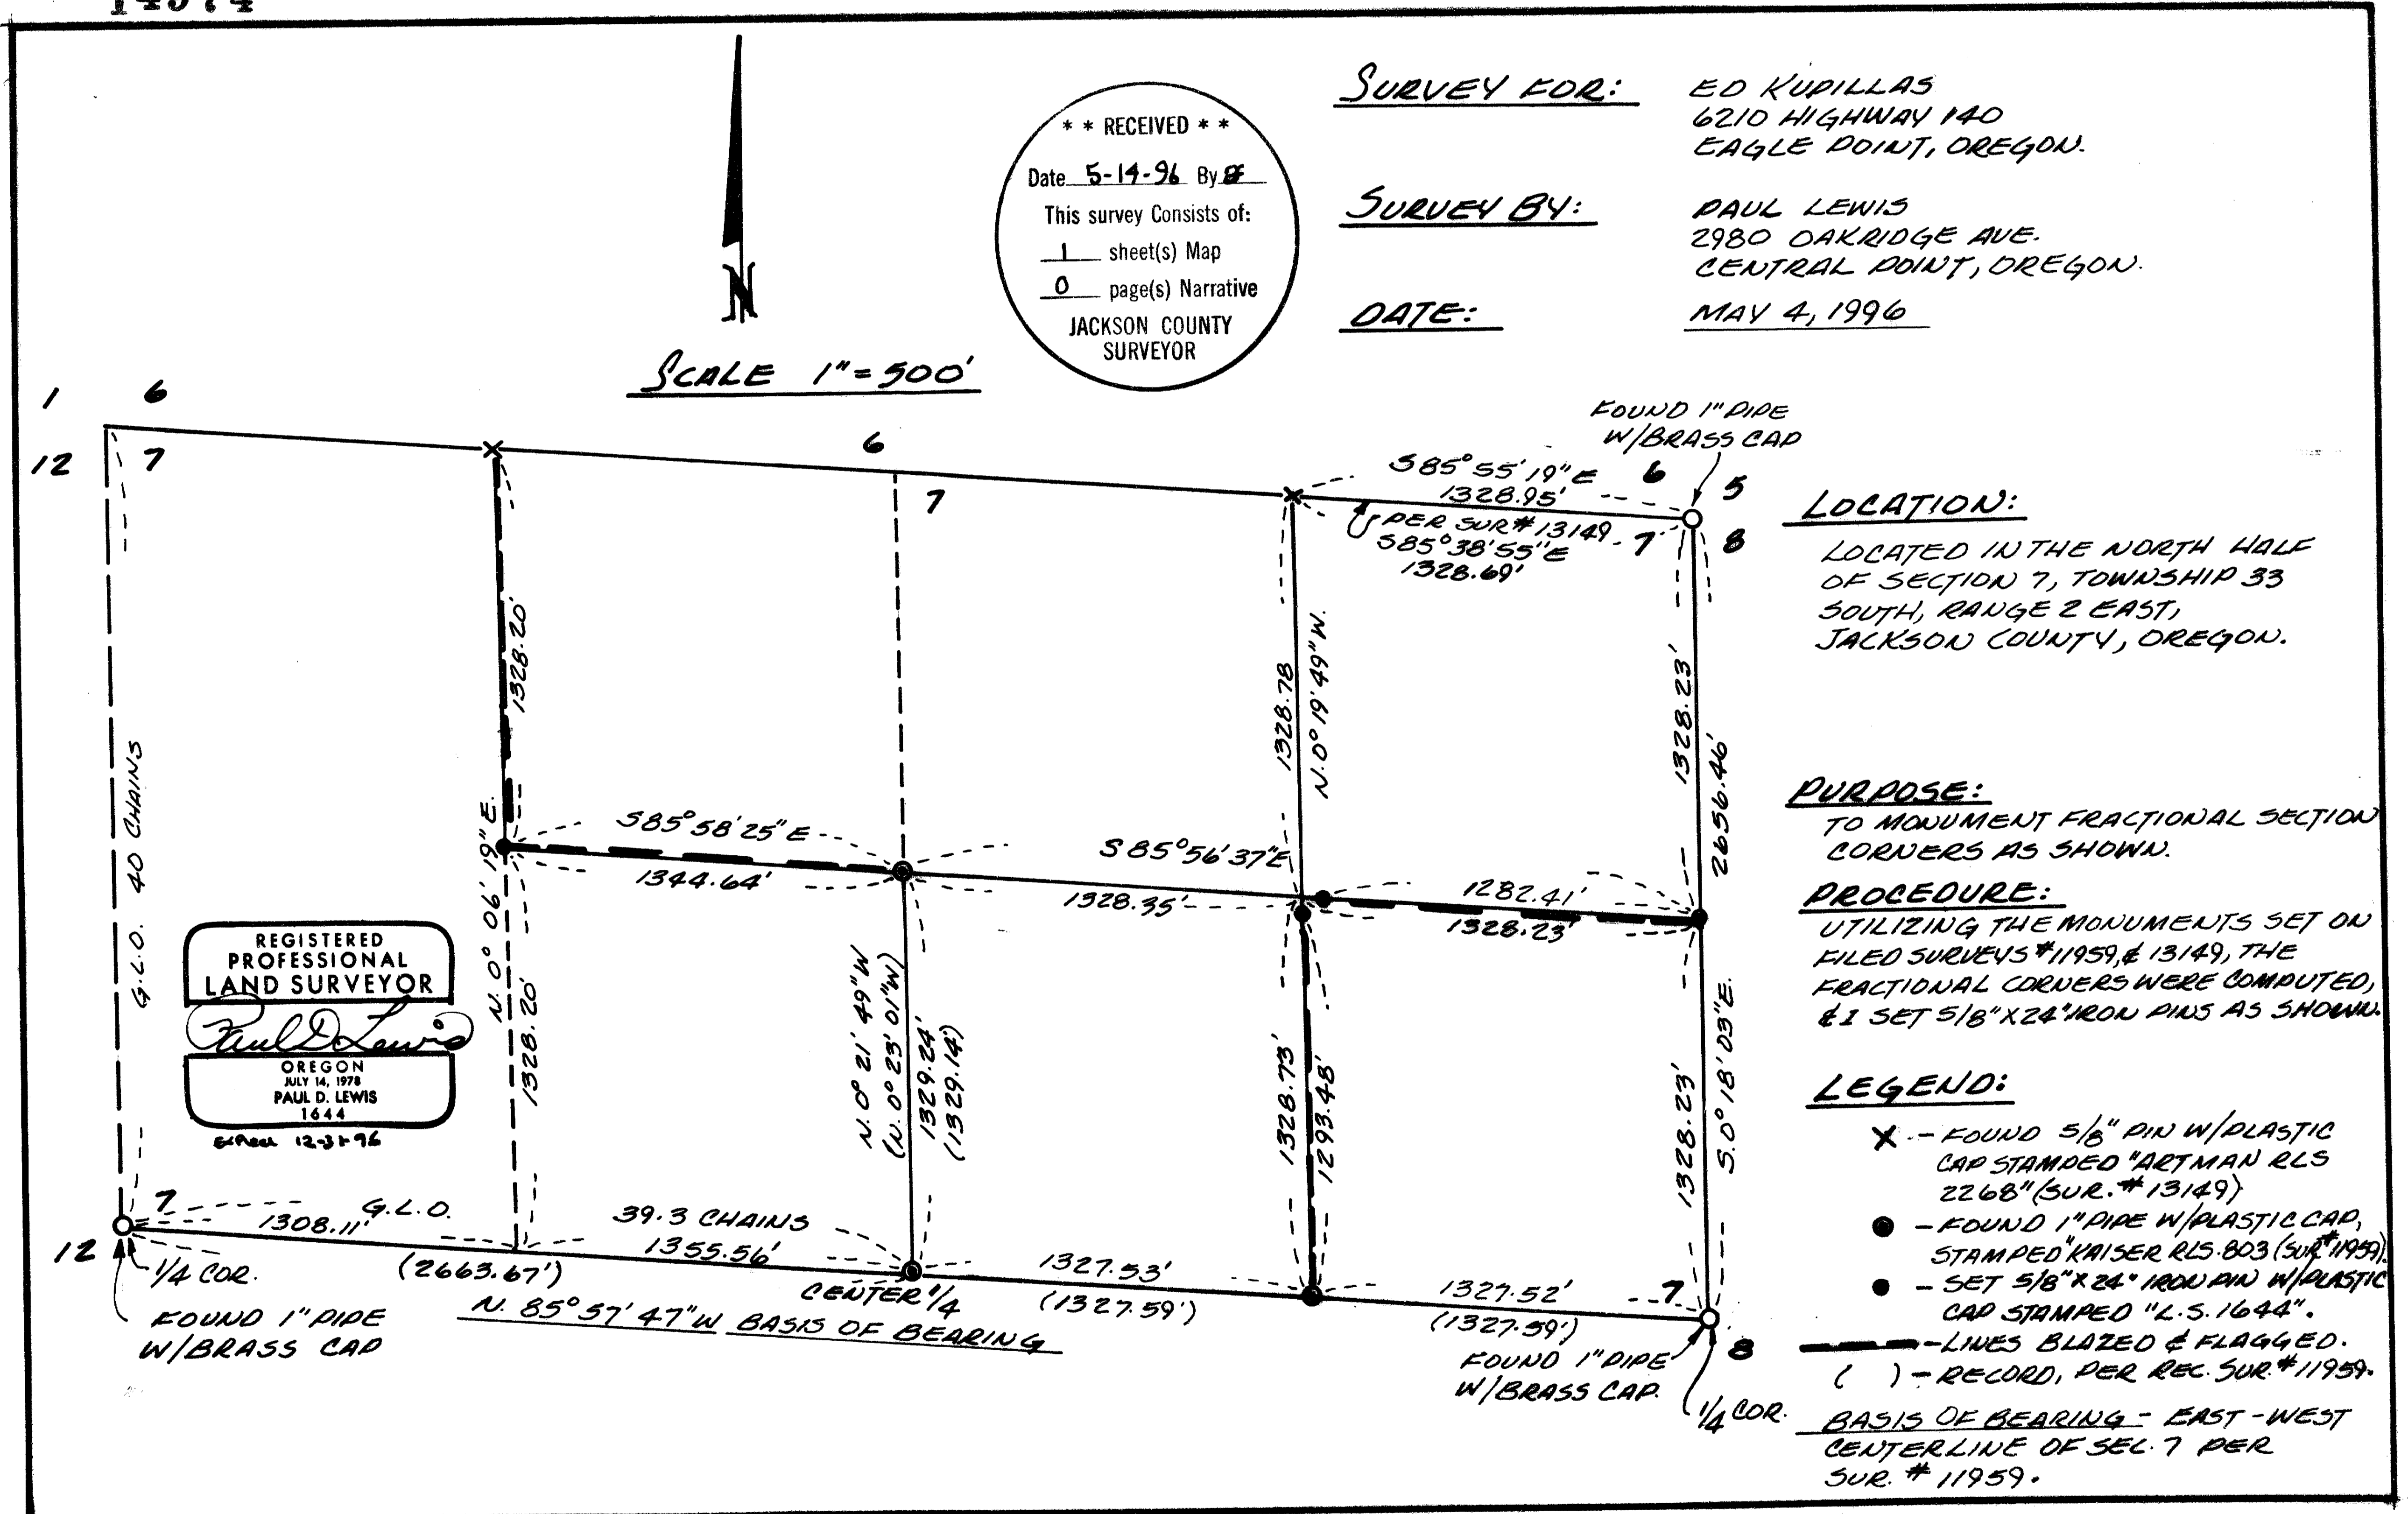 14974
* * RECEIVED * *
Date 5-14-96 By
This survey Consists of:
1 sheet(s) Map
0 page(s) Narrative
JACKSON COUNTY
SURVEYOR
SURVEY FOR:
ED KUPILLAS
6210 HIGHWAY 140
EAGLE POINT, OREGON.
SURVEY BY:
PAUL LEWIS
2980 OAKRIDGE AVE.
CENTRAL POINT, OREGON.
DATE:
MAY 4, 1996
N
SCALE 1"=500'
1 6
12 7
6
7
FOUND 1" PIPE
W/BRASS CAP
S85°55'19"E
1328.95'
PER SUR#13149
S85°38'55"E
1328.69'
6 5
7 8
1328.20'
1328.78
N.0°19'49"W.
1328.23'
2656.46'
G.L.O. 40 CHAINS
N.0°06'19"E.
S85°58'25"E
1344.64'
S85°56'37"E
1328.35'
1282.41'
1328.23'
REGISTERED
PROFESSIONAL
LAND SURVEYOR
Paul D. Lewis
OREGON
JULY 14, 1978
PAUL D. LEWIS
1644
12-31-96
1328.20'
N.0°21'49"W
(N.0°23'01"W)
1329.24'
(1329.14')
1328.73'
1293.48'
1328.23'
S.0°18'03"E.
7
12
G.L.O. 39.3 CHAINS
1308.11' 1355.56'
(2663.67')
CENTER 1/4
1327.53'
(1327.59')
1327.52'
(1327.59')
7
8
1/4 COR.
FOUND 1" PIPE
W/BRASS CAP
N. 85°57'47"W BASIS OF BEARING
FOUND 1" PIPE
W/BRASS CAP.
1/4 COR.
LOCATION:
LOCATED IN THE NORTH HALF
OF SECTION 7, TOWNSHIP 33
SOUTH, RANGE 2 EAST,
JACKSON COUNTY, OREGON.
PURPOSE:
TO MONUMENT FRACTIONAL SECTION
CORNERS AS SHOWN.
PROCEDURE:
UTILIZING THE MONUMENTS SET ON
FILED SURVEYS #11959, & 13149, THE
FRACTIONAL CORNERS WERE COMPUTED,
& I SET 5/8" X 24" IRON PINS AS SHOWN.
LEGEND:
X - FOUND 5/8" PIN W/PLASTIC
CAP STAMPED "ARTMAN RLS
2268" (SUR. #13149)
- FOUND 1" PIPE W/PLASTIC CAP,
STAMPED "KAISER RLS.803 (SUR#11959).
- SET 5/8" X 24" IRON PIN W/PLASTIC
CAP STAMPED "L.S. 1644".
- LINES BLAZED & FLAGGED.
( ) - RECORD, PER REC. SUR.#11959.
BASIS OF BEARING - EAST-WEST
CENTERLINE OF SEC. 7 PER
SUR. #11959.